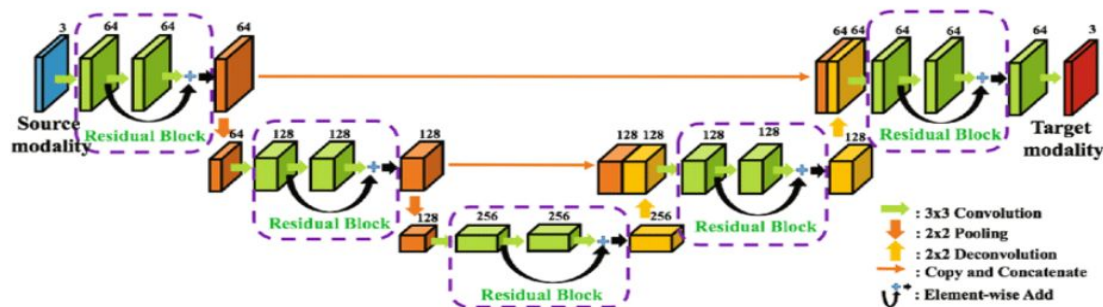 3 64 64 64
Source modality
Residual Block
64 128 128 128
Residual Block
128 256 256 256
Residual Block
128 128 128 128 128
Residual Block
64 64 64 64 64 3
Residual Block
Target modality
: 3x3 Convolution
: 2x2 Pooling
: 2x2 Deconvolution
: Copy and Concatenate
: Element-wise Add